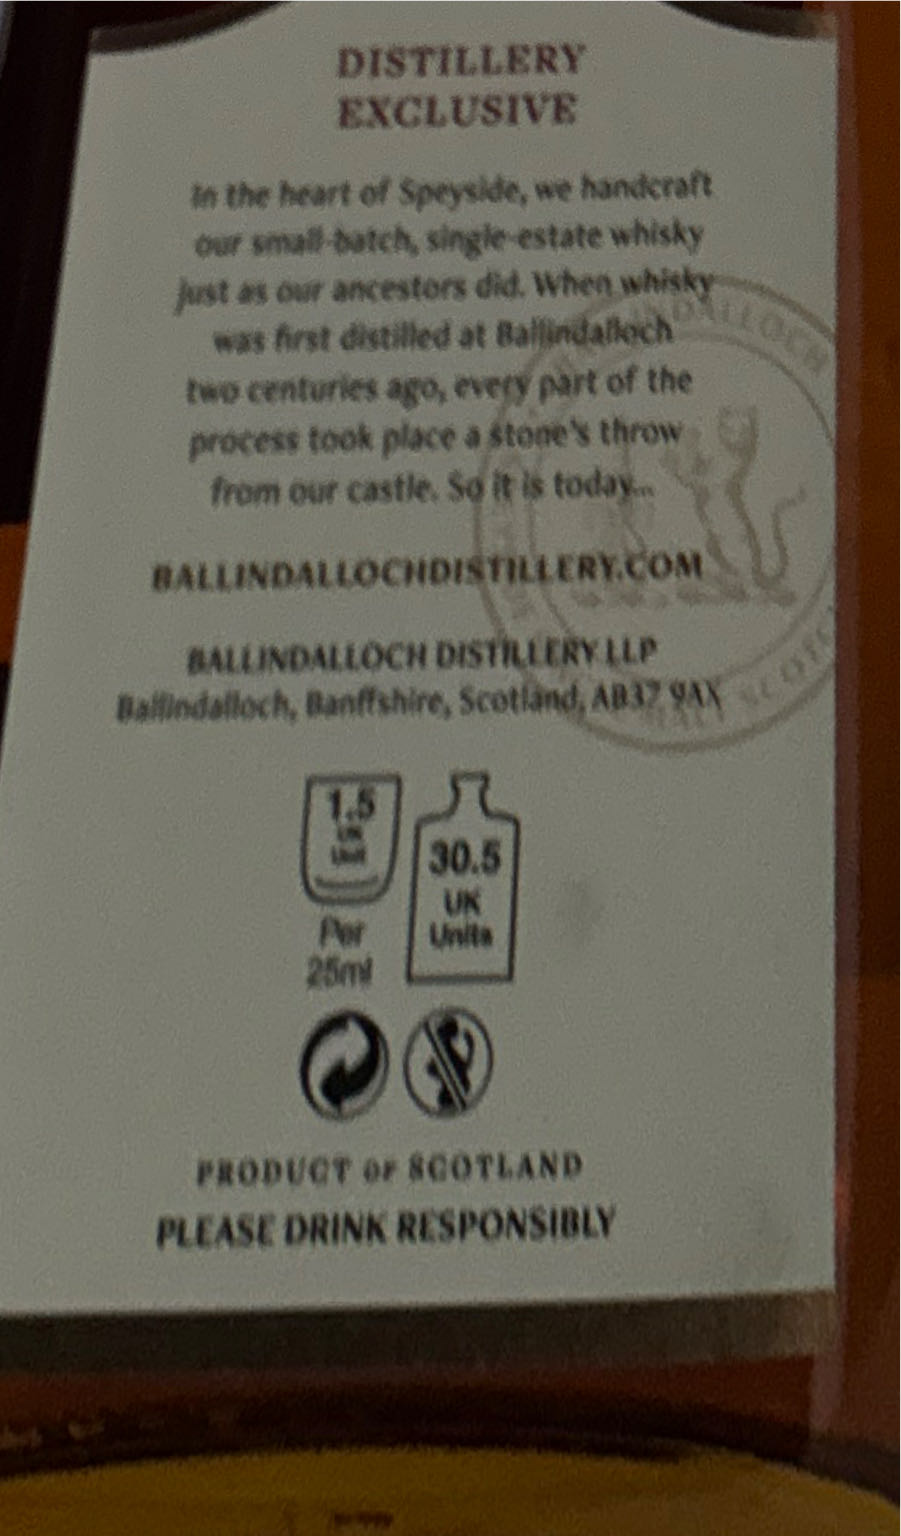 DISTILLERY
EXCLUSIVE
In the heart of Speyside, we handcraft
our small-batch, single-estate whisky
just as our ancestors did. When whisky
was first distilled at Ballindalloch
two centuries ago, every part of the
process took place a stone's throw
from our castle. So it is today...
BALLINDALLOCHDISTILLERY.COM
BALLINDALLOCH DISTILLERY LLP
Ballindalloch, Banffshire, Scotland, AB37 9AX
1.5
UK
Unit
Per
25ml
30.5
UK
Units
PRODUCT OF SCOTLAND
PLEASE DRINK RESPONSIBLY